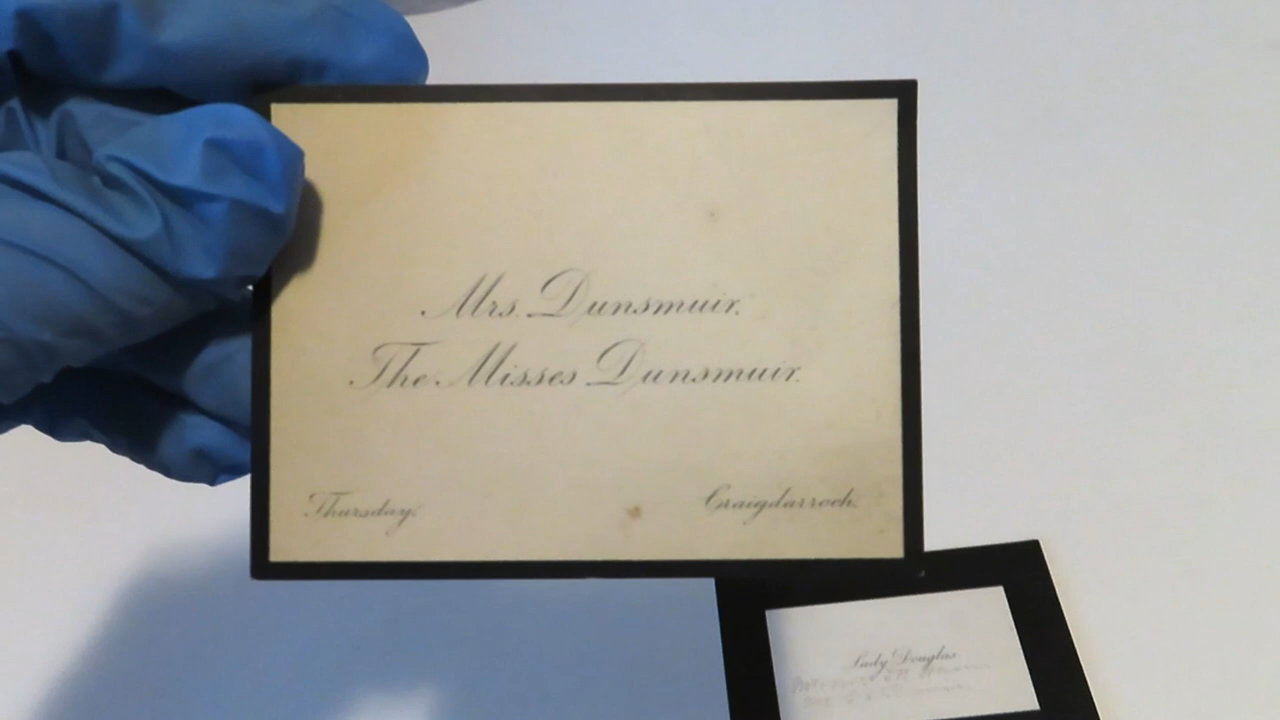 Mrs. Dunsmuir.
The Misses Dunsmuir.
Thursday.
Craigdarroch.
Lady Douglas